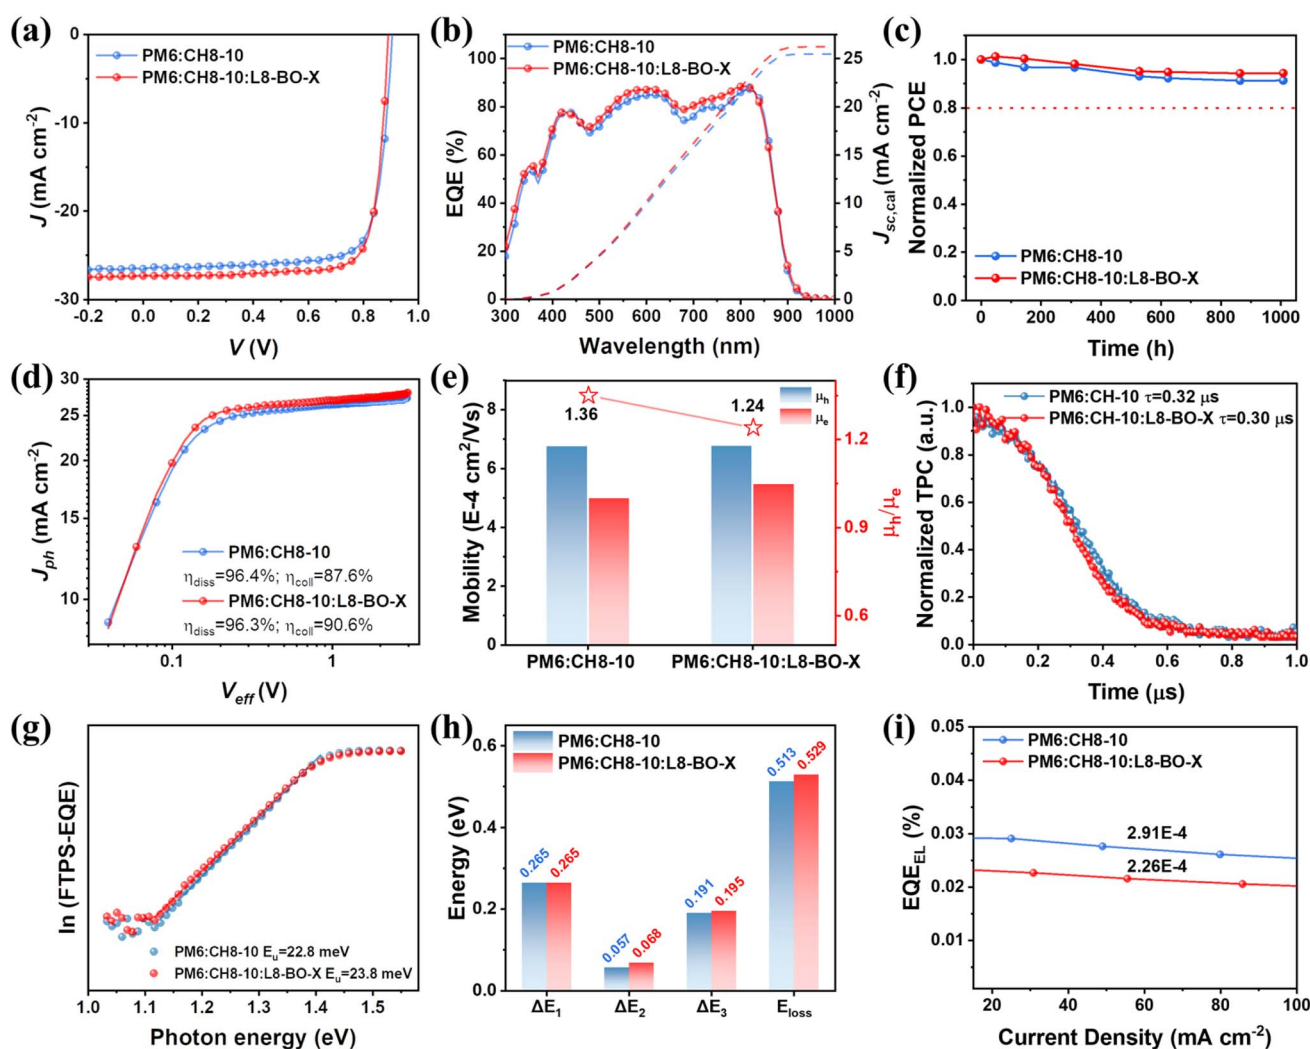 (a)
0
-10
-20
-30
-0.2
0.0
0.2
0.4
0.6
0.8
1.0
J (mA cm-2)
V (V)
PM6:CH8-10
PM6:CH8-10:L8-BO-X
(b)
PM6:CH8-10
PM6:CH8-10:L8-BO-X
100
80
60
40
20
0
EQE (%)
25
20
15
10
5
0
Jsc,cal (mA cm-2)
300
400
500
600
700
800
900
1000
Wavelength (nm)
(c)
1.0
0.8
0.6
0.4
0.2
0.0
Normalized PCE
PM6:CH8-10
PM6:CH8-10:L8-BO-X
0
200
400
600
800
1000
Time (h)
(d)
30
25
20
15
10
Jph (mA cm-2)
PM6:CH8-10
ηdiss=96.4%; ηcoll=87.6%
PM6:CH8-10:L8-BO-X
ηdiss=96.3%; ηcoll=90.6%
0.1
1
Veff (V)
(e)
8
6
4
2
0
Mobility (E-4 cm2/Vs)
1.36
1.24
μh
μe
1.2
0.9
0.6
μh/μe
PM6:CH8-10
PM6:CH8-10:L8-BO-X
(f)
PM6:CH-10 τ=0.32 μs
PM6:CH-10:L8-BO-X τ=0.30 μs
1.0
0.8
0.6
0.4
0.2
0.0
Normalized TPC (a.u.)
0.0
0.2
0.4
0.6
0.8
1.0
Time (μs)
(g)
ln (FTPS-EQE)
PM6:CH8-10 Eu=22.8 meV
PM6:CH8-10:L8-BO-X Eu=23.8 meV
1.0
1.1
1.2
1.3
1.4
1.5
Photon energy (eV)
(h)
PM6:CH8-10
PM6:CH8-10:L8-BO-X
0.6
0.4
0.2
0.0
Energy (eV)
0.265
0.265
0.057
0.068
0.191
0.195
0.513
0.529
ΔE1
ΔE2
ΔE3
Eloss
(i)
PM6:CH8-10
PM6:CH8-10:L8-BO-X
0.05
0.04
0.03
0.02
0.01
EQEEL (%)
2.91E-4
2.26E-4
20
40
60
80
100
Current Density (mA cm-2)